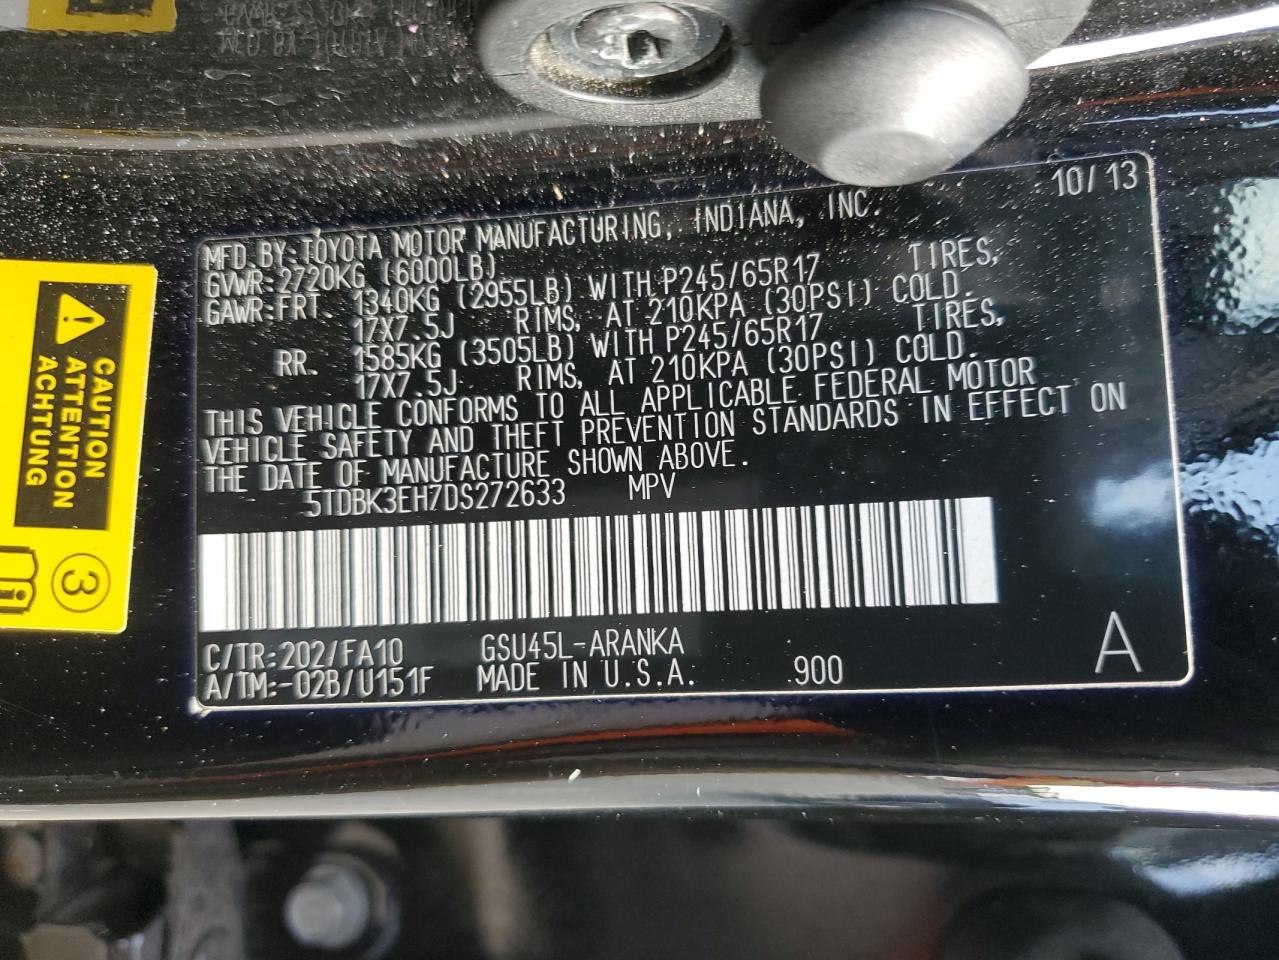 10/13
MFD.BY:TOYOTA MOTOR MANUFACTURING, INDIANA, INC.
GVWR:2720KG (6000LB)
GAWR:FRT. 1340KG (2955LB) WITH P245/65R17 TIRES,
17X7.5J RIMS, AT 210KPA (30PSI) COLD.
RR. 1585KG (3505LB) WITH P245/65R17 TIRES,
17X7.5J RIMS, AT 210KPA (30PSI) COLD.
THIS VEHICLE CONFORMS TO ALL APPLICABLE FEDERAL MOTOR
VEHICLE SAFETY AND THEFT PREVENTION STANDARDS IN EFFECT ON
THE DATE OF MANUFACTURE SHOWN ABOVE.
5TDBK3EH7DS272633 MPV
C/TR:202/FA10 GSU45L-ARANKA
A/TM:-02B/U151F MADE IN U.S.A. 900
A
CAUTION
ATTENTION
ACHTUNG
3